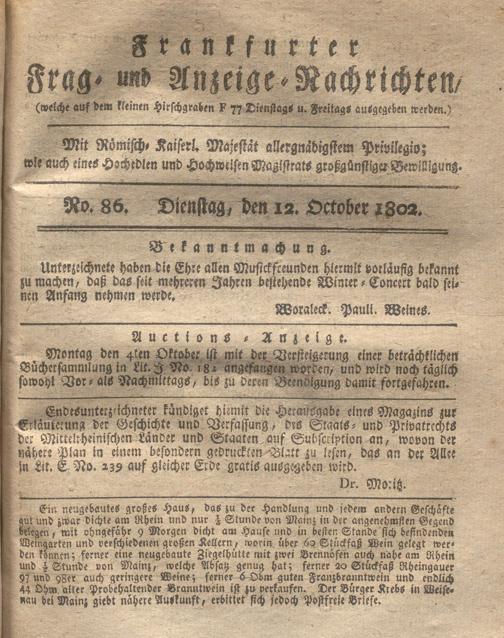 Frankfurter
Frag- und Anzeige-Nachrichten/
(welche auf dem kleinen Hirschgraben F 77 Dienstags u. Freitags ausgegeben werden.)
Mit Römisch-Kaiserl. Majestät allergnädigstem Privilegio;
wie auch eines Hochedlen und Hochweisen Magistrats großgünstiger Bewilligung.
No. 86. Dienstag, den 12. October 1802.
Bekanntmachung.
Unterzeichnete haben die Ehre allen Musickfreunden hiermit vorläufig bekannt
zu machen, daß das seit mehreren Jahren bestehende Winter-Concert bald sei-
nen Anfang nehmen werde.
Woraleck. Pauli. Weines.
Auctions-Anzeige.
Montag den 4ten Oktober ist mit der Versteigerung einer beträchtlichen
Büchersammlung in Lit. J No. 182 angefangen worden, und wird noch täglich
sowohl Vor- als Nachmittags, bis zu deren Beendigung damit fortgefahren.
Endesunterzeichneter kündiget hiemit die Herausgabe eines Magazins zur
Erläuterung der Geschichte und Verfassung, des Staats- und Privatrechts
der Mittelrheinischen Länder und Staaten auf Subscription an, wovon der
nähere Plan in einem besondern gedruckten Blatt zu lesen, das an der Allee
in Lit. E. No. 239 auf gleicher Erde gratis ausgegeben wird.
Dr. Moritz.
Ein neugebautes großes Haus, das zu der Handlung und jedem andern Geschäfte
gut und zwar dichte am Rhein und nur ½ Stunde von Mainz in der angenehmsten Gegend
belegen, mit ohngefähr 9 Morgen dicht am Hause und in besten Stande sich befindenden
Weingarten und verschiedenen großen Kellern, worin über 60 Stückfaß Wein gelegt wer-
den können; ferner eine neugebaute Ziegelhütte mit zwey Brennöfen auch nahe am Rhein
und ½ Stunde von Mainz, welche Absatz genug hat; ferner 20 Stückfaß Rheingauer
97 und 98er auch geringere Weine; ferner 6 Ohm guten Franzbranntwein und endlich
44 Ohm alter Probehaltender Branntwein ist zu verkaufen. Der Bürger Krebs in Weise-
nau bei Mainz giebt nähere Auskunft, erbittet sich jedoch Postfreie Briefe.